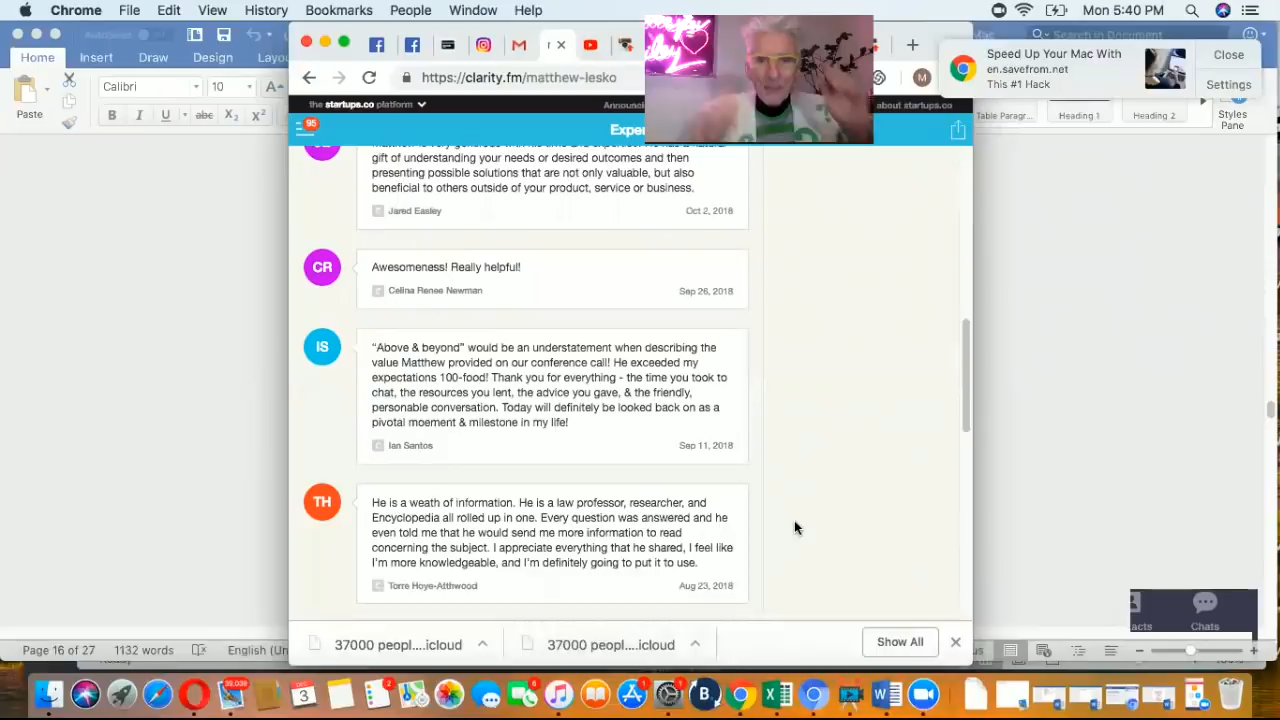 Chrome File Edit View History Bookmarks People Window Help
Mon 5:40 PM
Speed Up Your Mac With
en.savefrom.net
This #1 Hack
Close
Settings
Home Insert Draw
Search in Document
Calibri 10
Paste
B I U abc X₂ X²
Table Paragr... Heading 1 Heading 2
Styles
Pane
https://clarity.fm/matthew-lesko
M
the startups.co platform
about startups.co
95
gift of understanding your needs or desired outcomes and then
presenting possible solutions that are not only valuable, but also
beneficial to others outside of your product, service or business.
Jared Easley Oct 2, 2018
CR
Awesomeness! Really helpful!
Celina Renee Newman Sep 26, 2018
IS
“Above & beyond” would be an understatement when describing the
value Matthew provided on our conference call! He exceeded my
expectations 100-food! Thank you for everything - the time you took to
chat, the resources you lent, the advice you gave, & the friendly,
personable conversation. Today will definitely be looked back on as a
pivotal moement & milestone in my life!
Ian Santos Sep 11, 2018
TH
He is a weath of information. He is a law professor, researcher, and
Encyclopedia all rolled up in one. Every question was answered and he
even told me that he would send me more information to read
concerning the subject. I appreciate everything that he shared, I feel like
I'm more knowledgeable, and I'm definitely going to put it to use.
Torre Hoye-Atthwood Aug 23, 2018
Chats
37000 peopl....icloud
37000 peopl....icloud
Show All
Page 16 of 27 1132 words